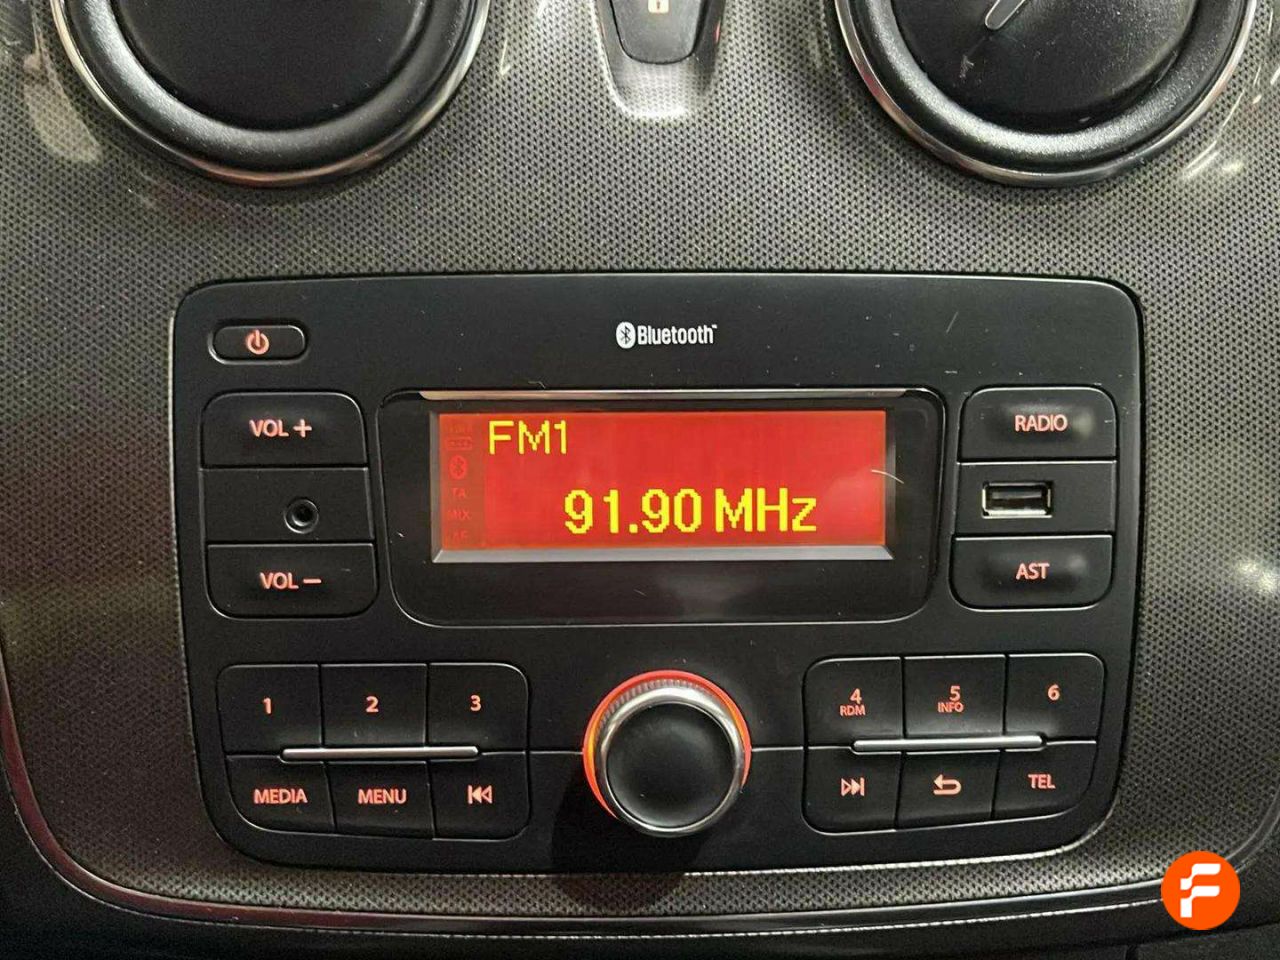 Bluetooth
VOL +
RADIO
FM1
TA
MIX
91.90 MHz
VOL −
AST
1
2
3
4
RDM
5
INFO
6
MEDIA
MENU
TEL
F